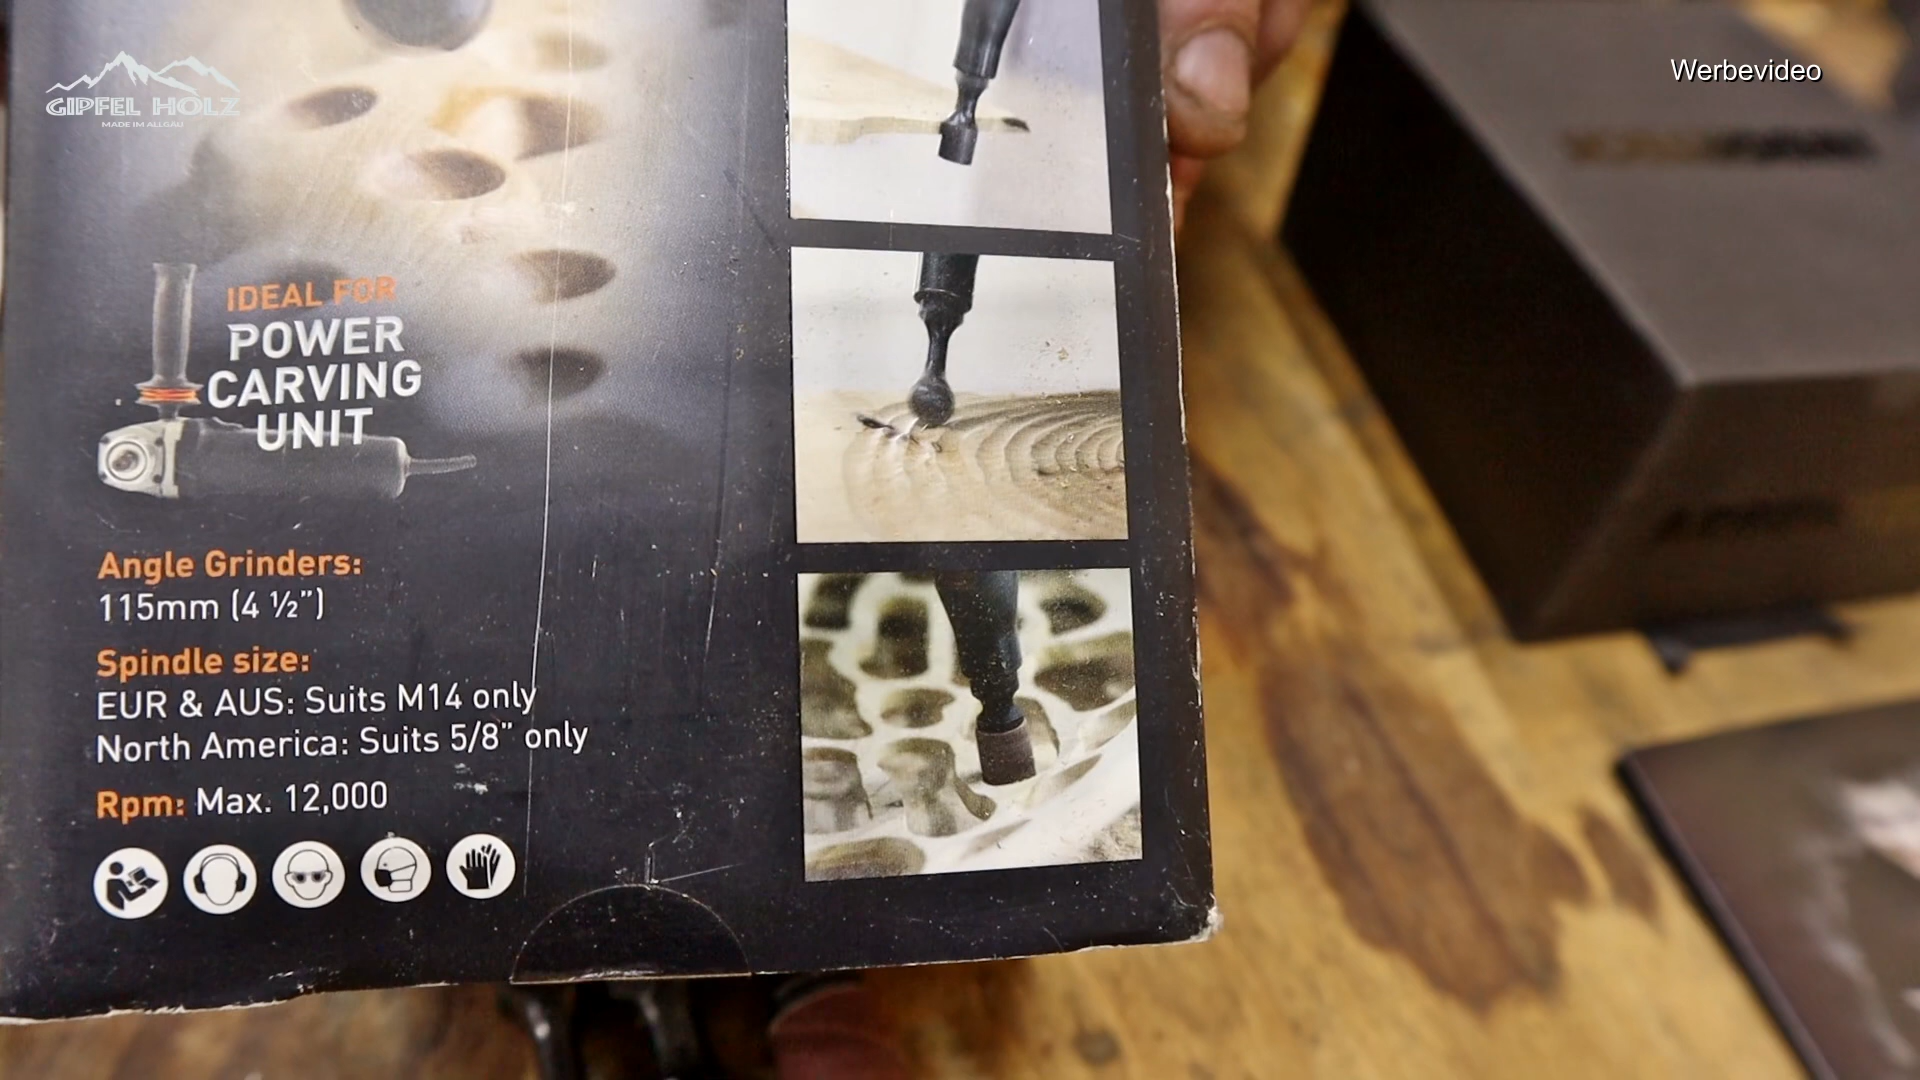 GIPFEL HOLZ
MADE IM ALLGÄU
Werbevideo
IDEAL FOR
POWER
CARVING
UNIT
Angle Grinders:
115mm (4 ½”)
Spindle size:
EUR & AUS: Suits M14 only
North America: Suits 5/8” only
Rpm: Max. 12,000